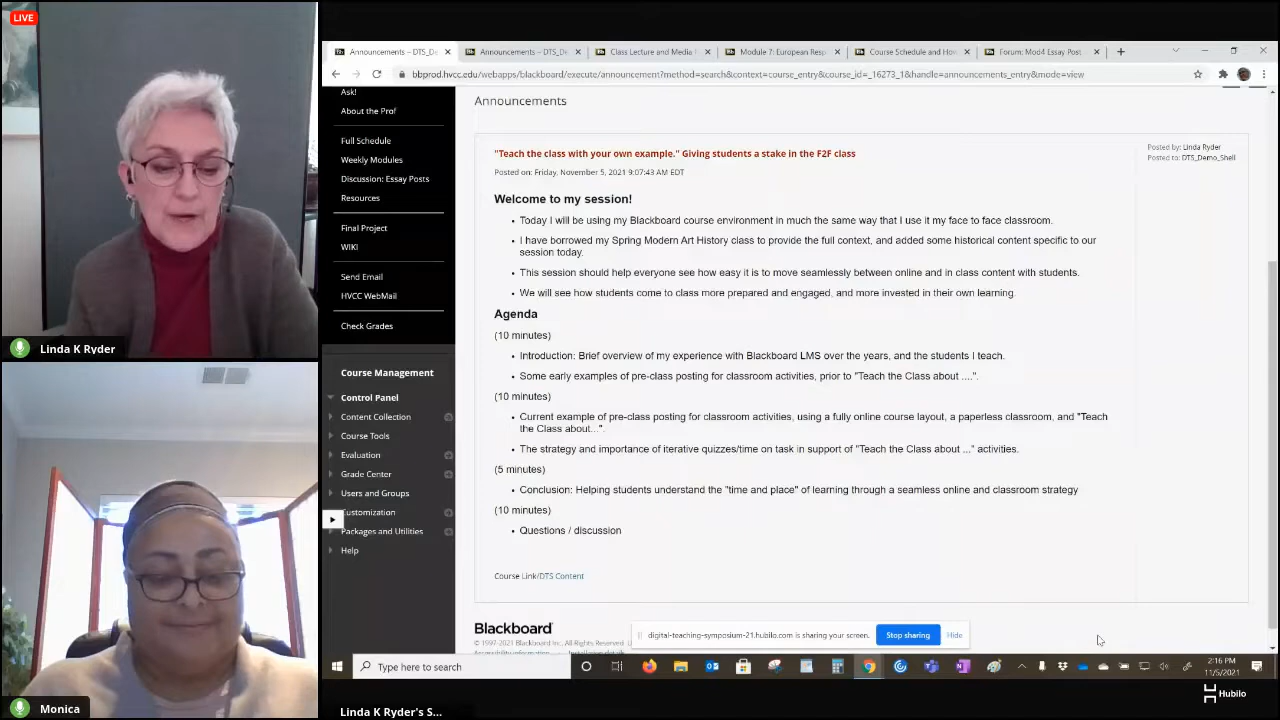 LIVE
Linda K Ryder
Monica
Announcements – DTS_De
Announcements – DTS_De
Class Lecture and Media R
Module 7: European Resp
Course Schedule and Ho
Forum: Mod4 Essay Post
bbprod.hvcc.edu/webapps/blackboard/execute/announcement?method=search&context=course_entry&course_id=_16273_1&handle=announcements_entry&mode=view
Ask!
About the Prof
Full Schedule
Weekly Modules
Discussion: Essay Posts
Resources
Final Project
WIKI
Send Email
HVCC WebMail
Check Grades
Course Management
Control Panel
Content Collection
Course Tools
Evaluation
Grade Center
Users and Groups
Customization
Packages and Utilities
Help
Announcements
"Teach the class with your own example." Giving students a stake in the F2F class
Posted on: Friday, November 5, 2021 9:07:43 AM EDT
Posted by: Linda Ryder
Posted to: DTS_Demo_Shell
Welcome to my session!
• Today I will be using my Blackboard course environment in much the same way that I use it my face to face classroom.
• I have borrowed my Spring Modern Art History class to provide the full context, and added some historical content specific to our
session today.
• This session should help everyone see how easy it is to move seamlessly between online and in class content with students.
• We will see how students come to class more prepared and engaged, and more invested in their own learning.
Agenda
(10 minutes)
• Introduction: Brief overview of my experience with Blackboard LMS over the years, and the students I teach.
• Some early examples of pre-class posting for classroom activities, prior to "Teach the Class about ....".
(10 minutes)
• Current example of pre-class posting for classroom activities, using a fully online course layout, a paperless classroom, and "Teach
the Class about...".
• The strategy and importance of iterative quizzes/time on task in support of "Teach the Class about ..." activities.
(5 minutes)
• Conclusion: Helping students understand the "time and place" of learning through a seamless online and classroom strategy
(10 minutes)
• Questions / discussion
Course Link/DTS Content
Blackboard
© 1997-2021 Blackboard Inc. All Rights Reserved.
digital-teaching-symposium-21.hubilo.com is sharing your screen.
Stop sharing
Hide
Type here to search
2:16 PM
11/5/2021
Linda K Ryder's S...
Hubilo